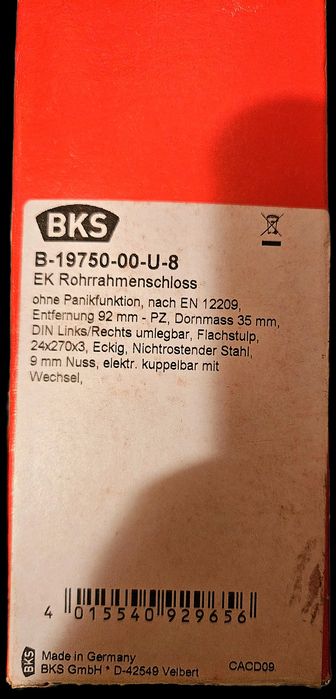 BKS
B-19750-00-U-8
EK Rohrrahmenschloss
ohne Panikfunktion, nach EN 12209,
Entfernung 92 mm - PZ, Dornmass 35 mm,
DIN Links/Rechts umlegbar, Flachstulp,
24x270x3, Eckig, Nichtrostender Stahl,
9 mm Nuss, elektr. kuppelbar mit
Wechsel,
4 015540 929656
BKS
Made in Germany
BKS GmbH * D-42549 Velbert
CACD09